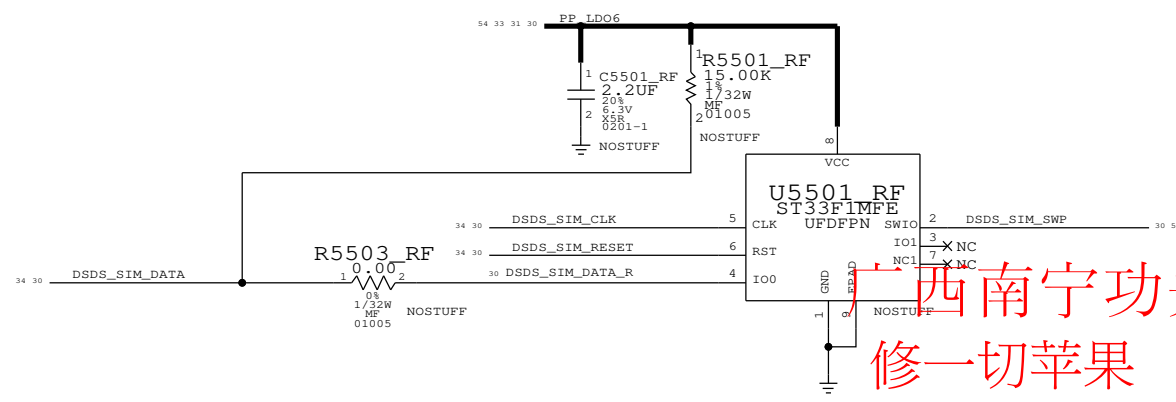 54 33 31 30 PP_LDO6
1 C5501_RF
2.2UF
20%
6.3V
2 X5R
0201-1
NOSTUFF
1 R5501_RF
15.00K
1%
1/32W
MF
2 01005
NOSTUFF
8
VCC
U5501_RF
ST33F1MFE
UFDFPN
34 30 DSDS_SIM_CLK 5 CLK
SWIO 2 DSDS_SIM_SWP 30
34 30 DSDS_SIM_RESET 6 RST
IO1 3 NC
NC1 7 NC
30 DSDS_SIM_DATA_R 4 IO0
GND
EPAD
1
9
NOSTUFF
R5503_RF
0.00
34 30 DSDS_SIM_DATA 1 2
0%
1/32W
MF
01005
NOSTUFF
广西南宁功
修一切苹果